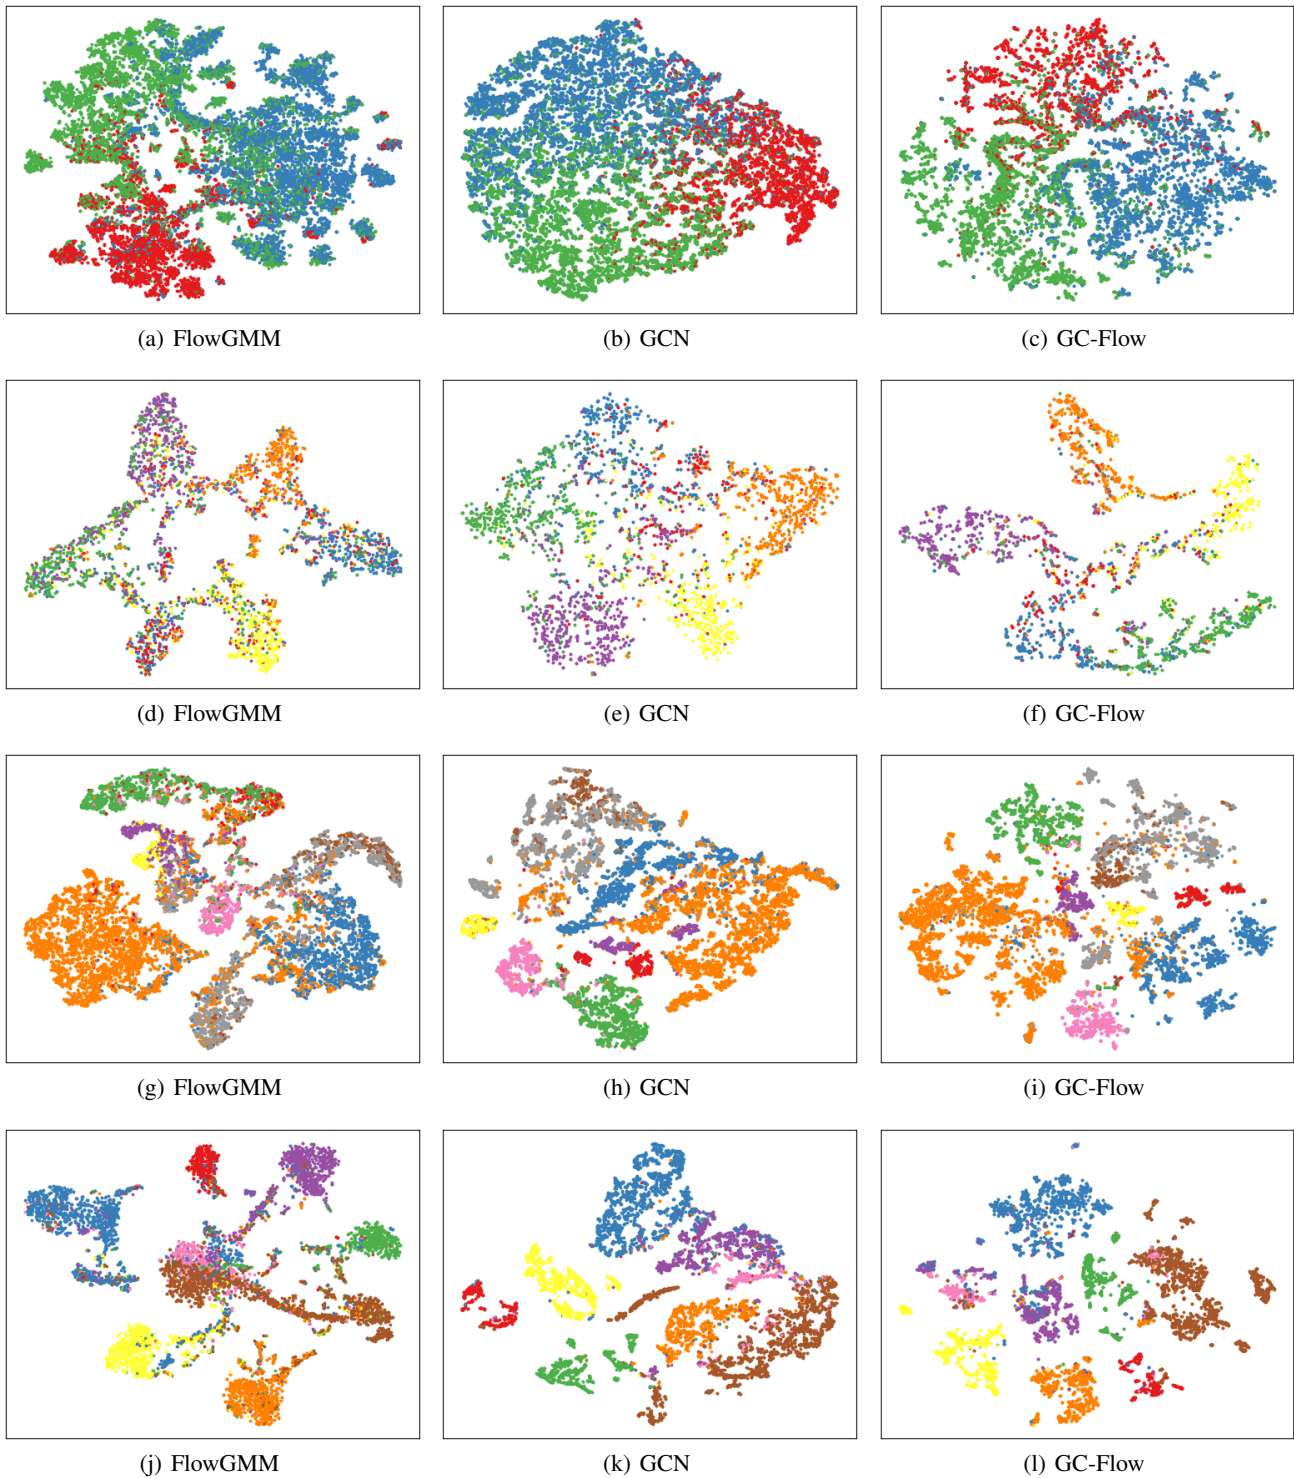 (a) FlowGMM
(b) GCN
(c) GC-Flow
(d) FlowGMM
(e) GCN
(f) GC-Flow
(g) FlowGMM
(h) GCN
(i) GC-Flow
(j) FlowGMM
(k) GCN
(l) GC-Flow